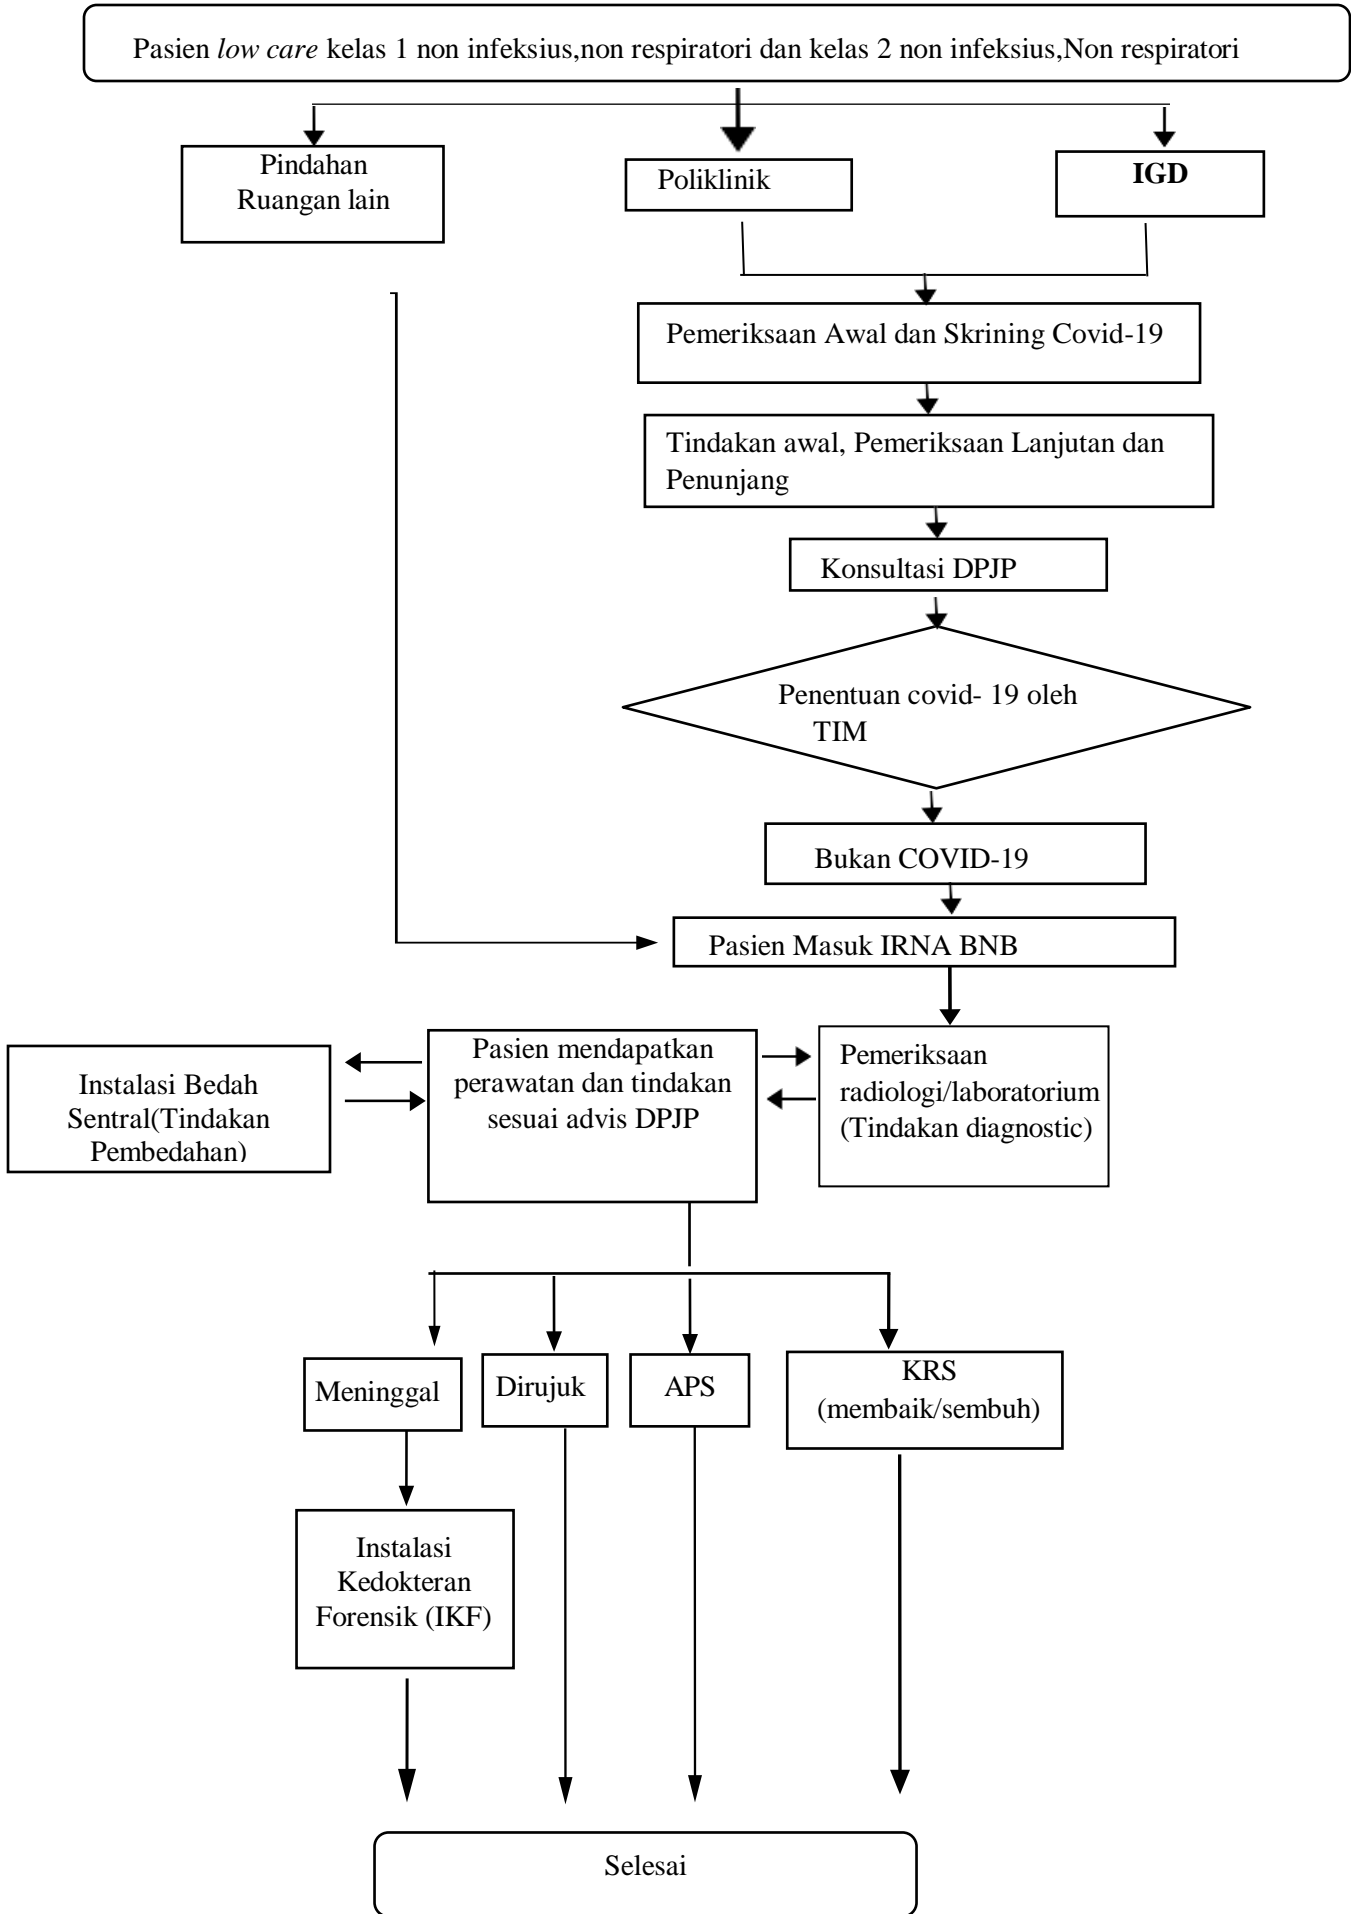 Pasien low care kelas 1 non infeksius,non respiratori dan kelas 2 non infeksius,Non respiratori
Pindahan
Ruangan lain
Poliklinik
IGD
Pemeriksaan Awal dan Skrining Covid-19
Tindakan awal, Pemeriksaan Lanjutan dan
Penunjang
Konsultasi DPJP
Penentuan covid- 19 oleh
TIM
Bukan COVID-19
Pasien Masuk IRNA BNB
Instalasi Bedah
Sentral(Tindakan
Pembedahan)
Pasien mendapatkan
perawatan dan tindakan
sesuai advis DPJP
Pemeriksaan
radiologi/laboratorium
(Tindakan diagnostic)
Meninggal
Dirujuk
APS
KRS
(membaik/sembuh)
Instalasi
Kedokteran
Forensik (IKF)
Selesai